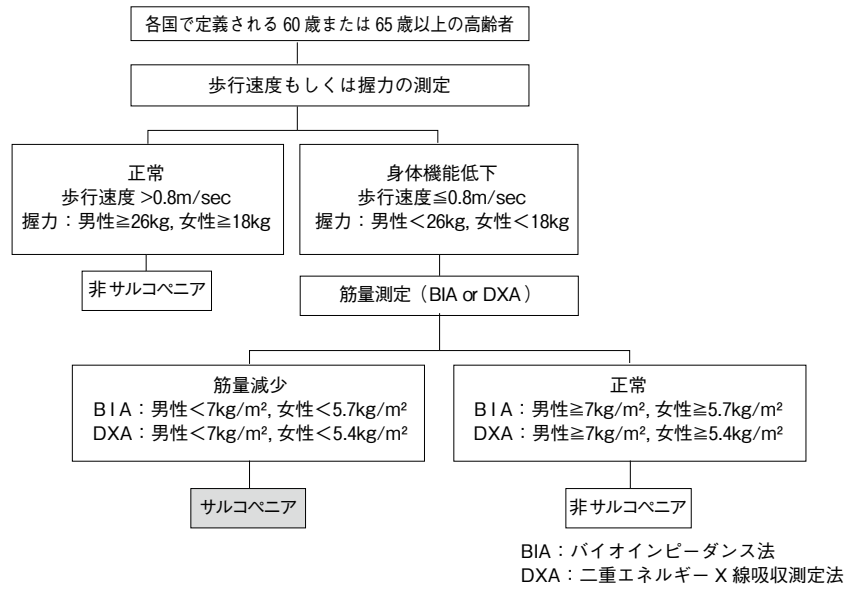 各国で定義される 60 歳または 65 歳以上の高齢者
歩行速度もしくは握力の測定
正常
歩行速度 >0.8m/sec
握力：男性≧26kg, 女性≧18kg
身体機能低下
歩行速度≦0.8m/sec
握力：男性＜26kg, 女性＜18kg
非サルコペニア
筋量測定（BIA or DXA）
筋量減少
BIA：男性＜7kg/m², 女性＜5.7kg/m²
DXA：男性＜7kg/m², 女性＜5.4kg/m²
正常
BIA：男性≧7kg/m², 女性≧5.7kg/m²
DXA：男性≧7kg/m², 女性≧5.4kg/m²
サルコペニア
非サルコペニア
BIA：バイオインピーダンス法
DXA：二重エネルギー X 線吸収測定法